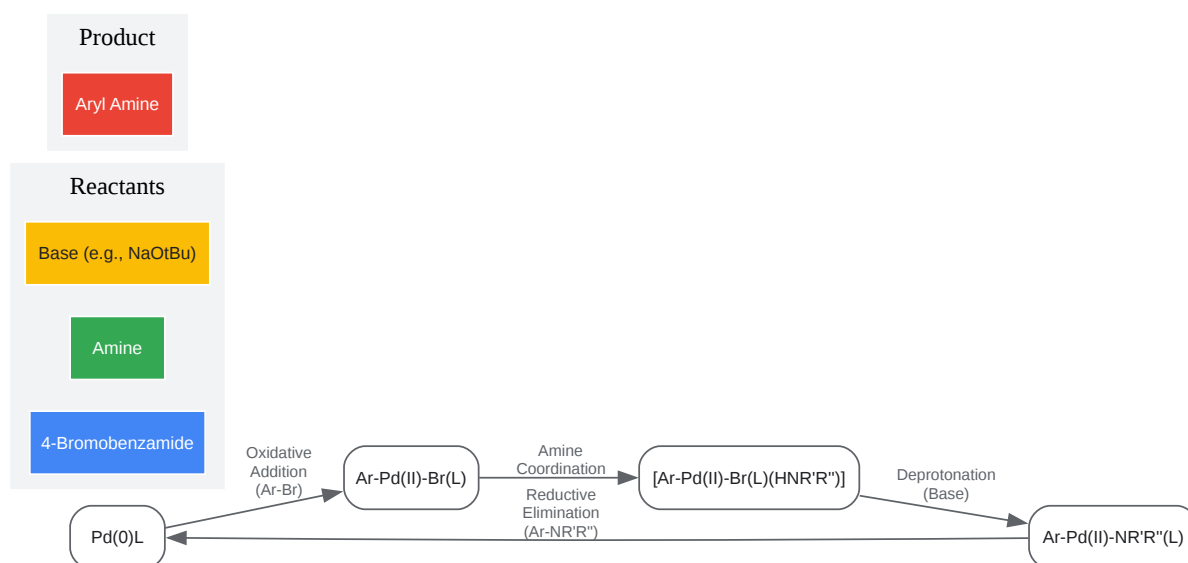 Product
Aryl Amine
Reactants
Base (e.g., NaOtBu)
Amine
4-Bromobenzamide
Oxidative
Addition
(Ar-Br)
Amine
Coordination
Reductive
Elimination
(Ar-NR'R'')
Deprotonation
(Base)
Pd(0)L
Ar-Pd(II)-Br(L)
[Ar-Pd(II)-Br(L)(HNR'R'')]
Ar-Pd(II)-NR'R''(L)